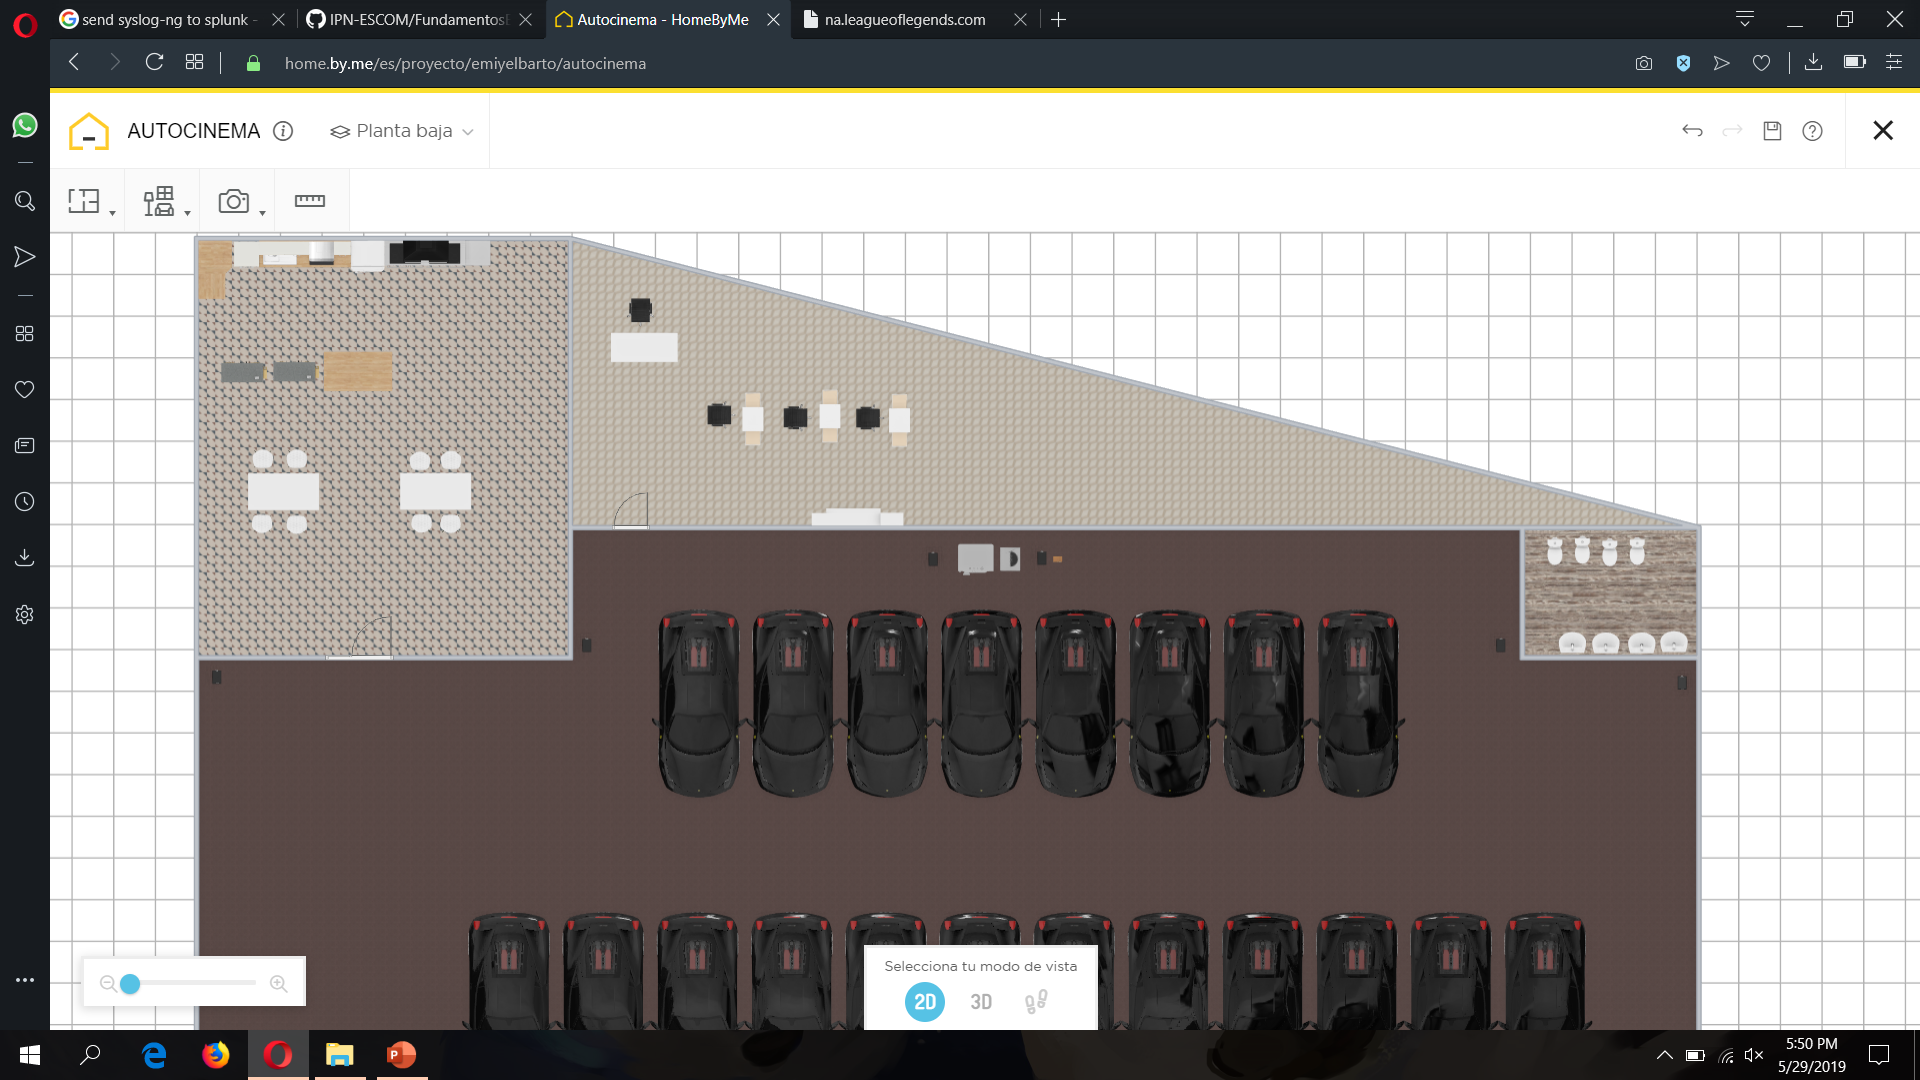 send syslog-ng to splunk -
IPN-ESCOM/Fundamentos
Autocinema - HomeByMe
na.leagueoflegends.com
home.by.me/es/proyecto/emiyelbarto/autocinema
AUTOCINEMA
Planta baja
Selecciona tu modo de vista
2D
3D
5:50 PM
5/29/2019